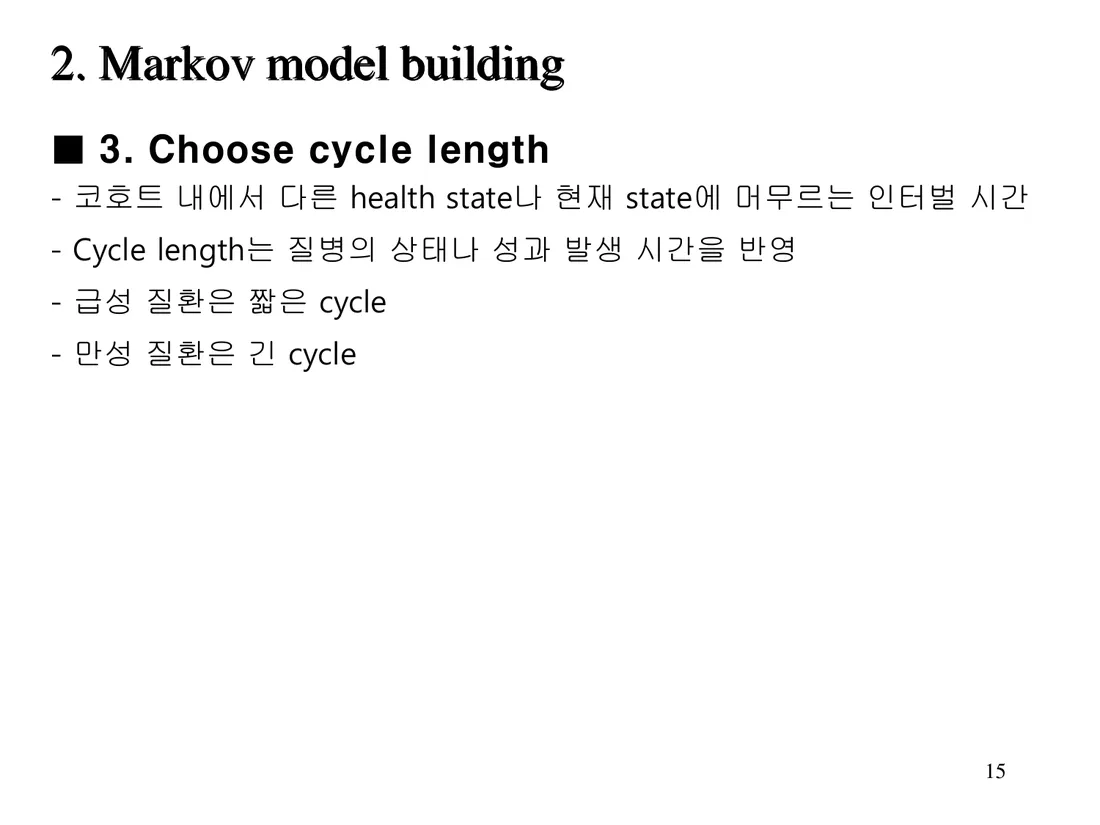 2. Markov model building
■ 3. Choose cycle length
- 코호트 내에서 다른 health state나 현재 state에 머무르는 인터벌 시간
- Cycle length는 질병의 상태나 성과 발생 시간을 반영
- 급성 질환은 짧은 cycle
- 만성 질환은 긴 cycle
15